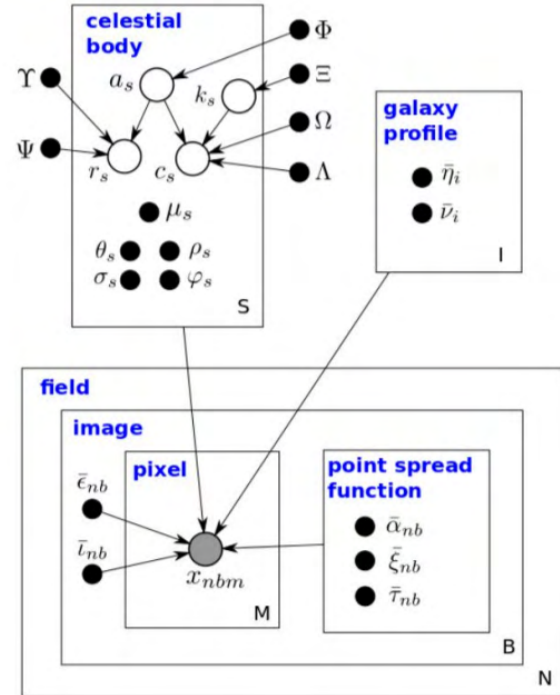 celestial
body
Φ
Υ
a_s
k_s
Ξ
Ω
Ψ
r_s
c_s
Λ
μ_s
θ_s
ρ_s
σ_s
φ_s
S
galaxy
profile
η̄_i
ν̄_i
I
field
image
pixel
ε̄_nb
ῑ_nb
x_nbm
M
point spread
function
ᾱ_nb
ξ̄_nb
τ̄_nb
B
N